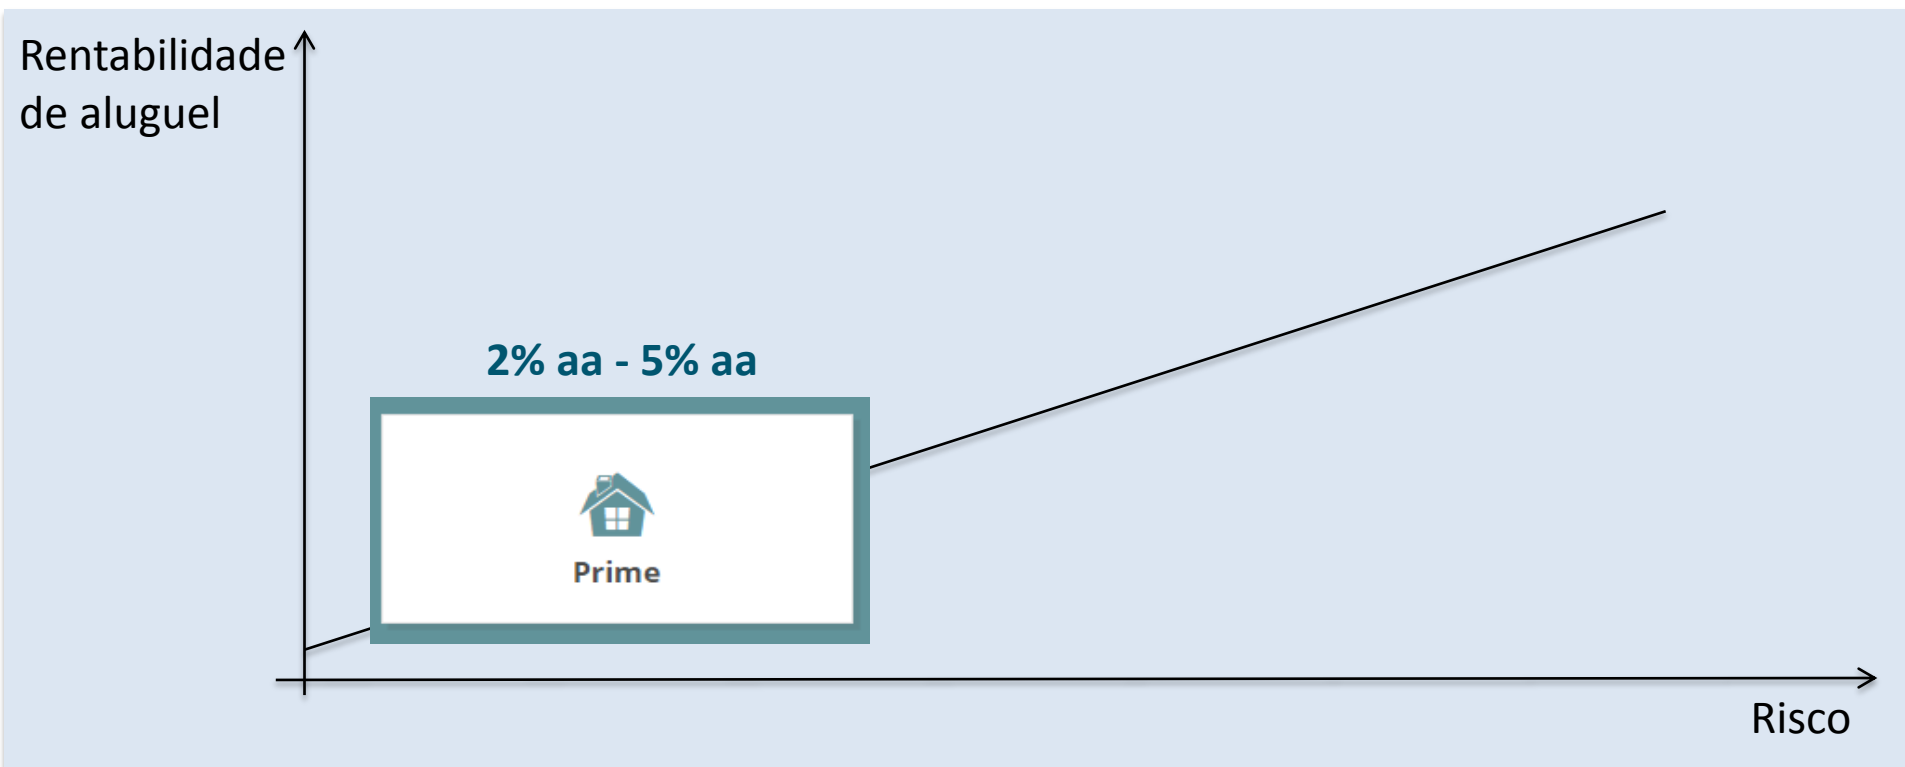 Rentabilidade
de aluguel
2% aa - 5% aa
Prime
Risco